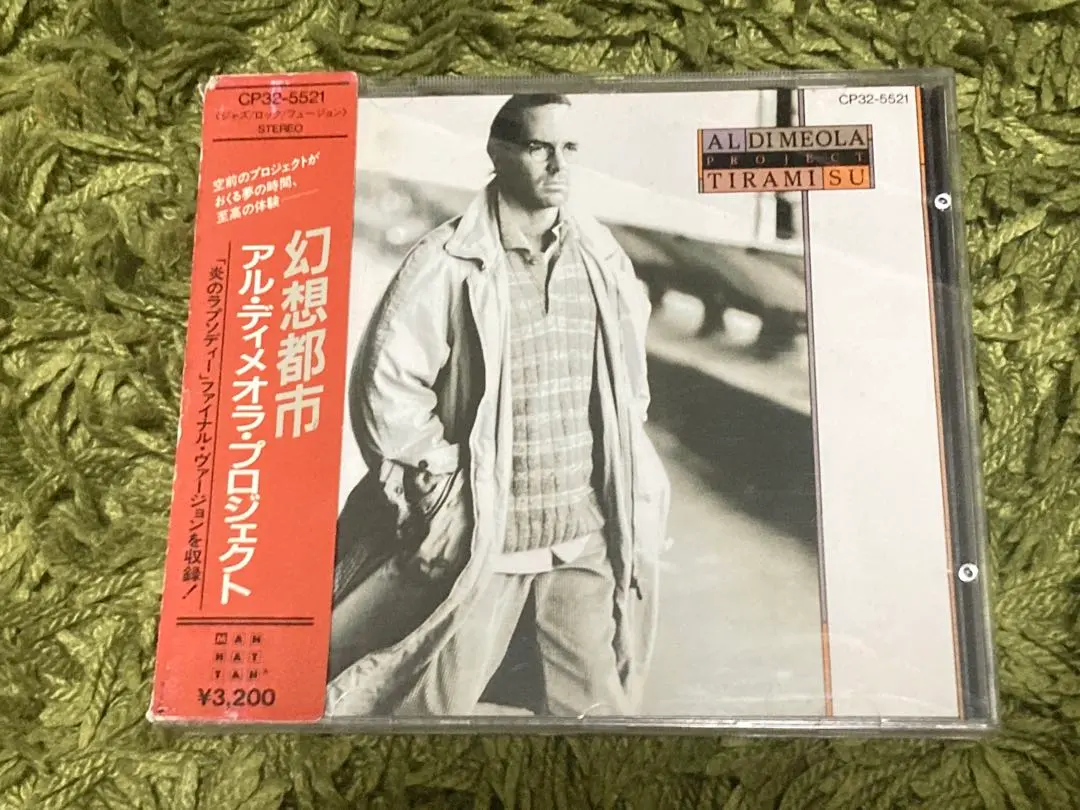 CP32-5521
〈ジャズ/ロック/フュージョン〉
STEREO
空前のプロジェクトが
おくる夢の時間、
至高の体験——
幻想都市
アル・ディメオラ・プロジェクト
「炎のラプソディー」ファイナル・ヴァージョンを収録!
MAN
HAT
TAN
¥3,200
CP32-5521
AL DI MEOLA
PROJECT
TIRAMI SU